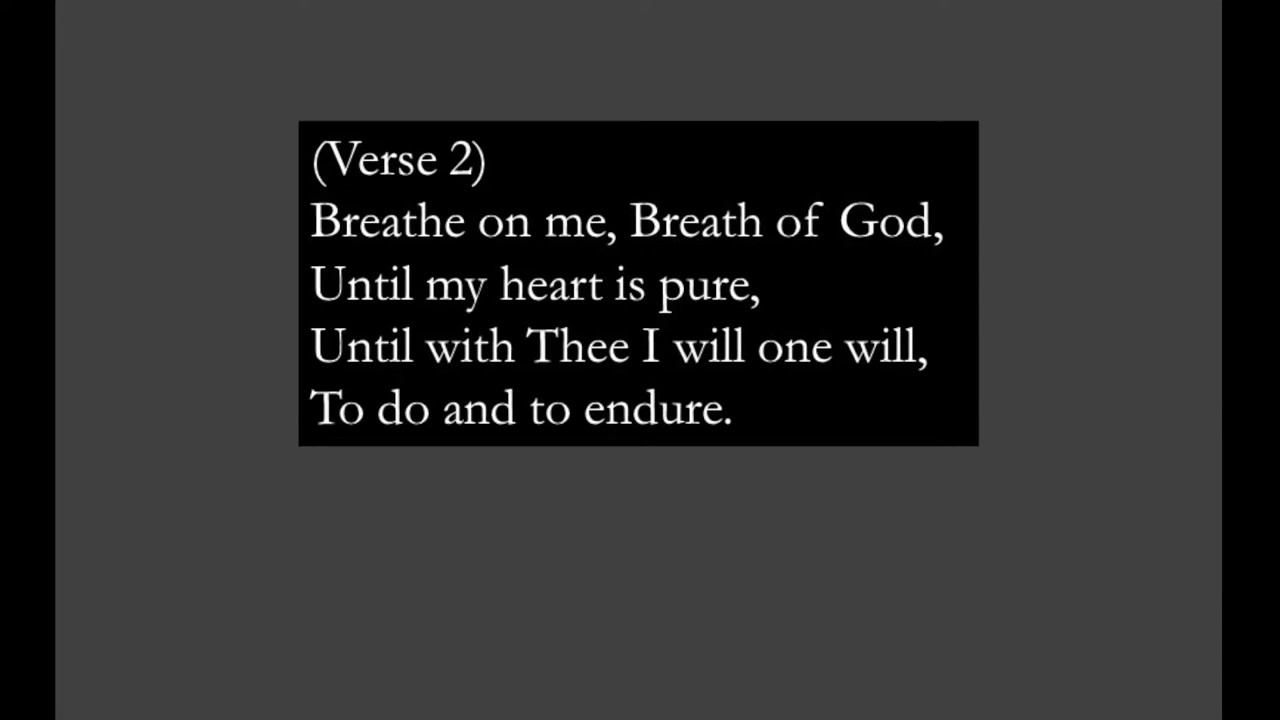 (Verse 2)
Breathe on me, Breath of God,
Until my heart is pure,
Until with Thee I will one will,
To do and to endure.